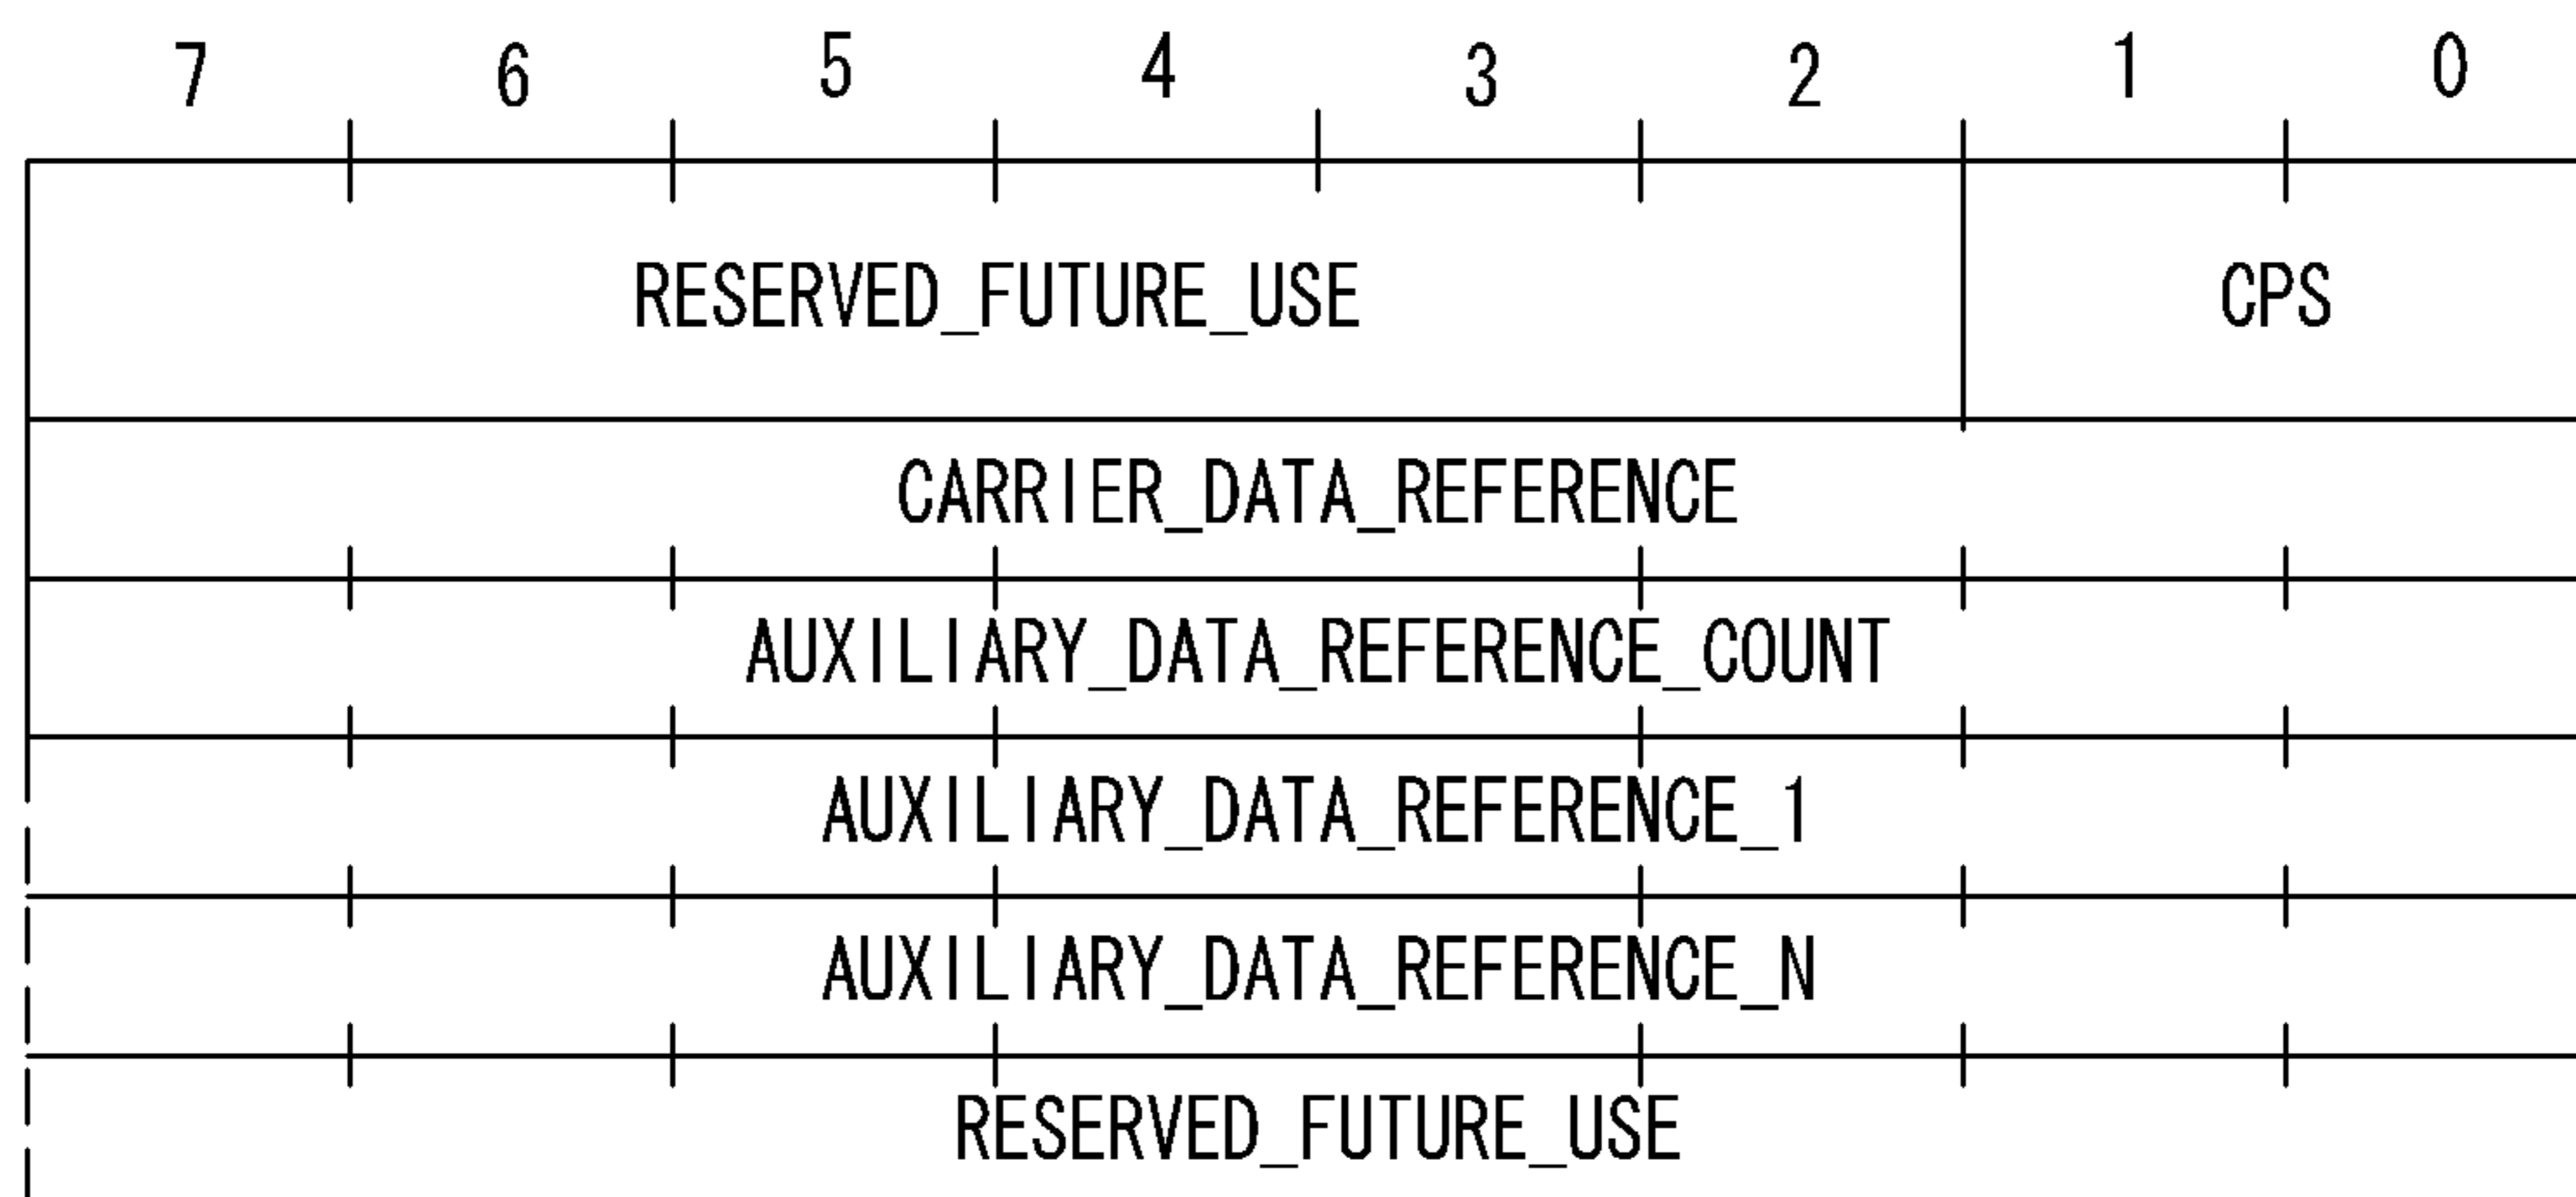 7 6 5 4 3 2 1 0
RESERVED_FUTURE_USE CPS
CARRIER_DATA_REFERENCE
AUXILIARY_DATA_REFERENCE_COUNT
AUXILIARY_DATA_REFERENCE_1
AUXILIARY_DATA_REFERENCE_N
RESERVED_FUTURE_USE